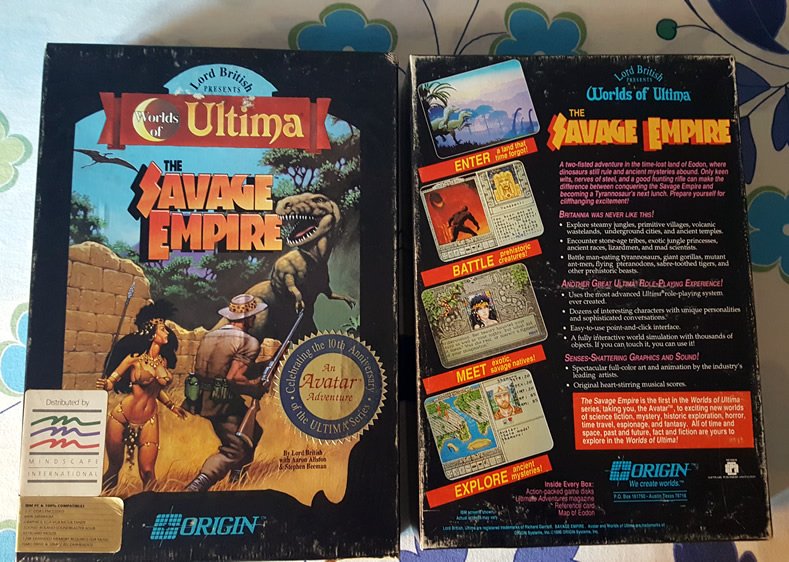 Lord British
PRESENTS
Worlds of Ultima
THE
SAVAGE
EMPIRE
Celebrating the 10th Anniversary
of the ULTIMA Series
An
Avatar™
Adventure
By Lord British
with Aaron Allston
& Stephen Beeman
Distributed by
MINDSCAPE
INTERNATIONAL
IBM PC & 100% COMPATIBLES
ORIGIN
Lord British
PRESENTS
Worlds of Ultima
THE
SAVAGE EMPIRE
ENTER a land that
time forgot!
BATTLE prehistoric
creatures!
MEET exotic,
savage natives!
EXPLORE ancient
mysteries!
A two-fisted adventure in the time-lost land of Eodon, where
dinosaurs still rule and ancient mysteries abound. Only keen
wits, nerves of steel, and a good hunting rifle can make the
difference between conquering the Savage Empire and
becoming a Tyrannosaur's next lunch. Prepare yourself for
cliffhanging excitement!
BRITANNIA WAS NEVER LIKE THIS!
• Explore steamy jungles, primitive villages, volcanic
wastelands, underground cities, and ancient temples.
• Encounter stone-age tribes, exotic jungle princesses,
ancient races, lizardmen, and mad scientists.
• Battle man-eating tyrannosaurs, giant gorillas, mutant
ant-men, flying pteranodons, sabre-toothed tigers, and
other prehistoric beasts.
ANOTHER GREAT ULTIMA® ROLE-PLAYING EXPERIENCE!
• Uses the most advanced Ultima® role-playing system
ever created.
• Dozens of interesting characters with unique personalities
and sophisticated conversations.
• Easy-to-use point-and-click interface.
• A fully interactive world simulation with thousands of
objects. If you can touch it, you can use it!
SENSES-SHATTERING GRAPHICS AND SOUND!
• Spectacular full-color art and animation by the industry's
leading artists.
• Original heart-stirring musical scores.
The Savage Empire is the first in the Worlds of Ultima
series, taking you, the Avatar™, to exciting new worlds
of science fiction, mystery, historic exploration, horror,
time travel, espionage, and fantasy. All of time and
space, past and future, fact and fiction are yours to
explore in the Worlds of Ultima!
ORIGIN™
We create worlds.™
P.O. Box 161750 • Austin Texas 78716
Inside Every Box:
Action-packed game disks
Ultimate Adventures magazine
Reference card
Map of Eodon
IBM screens shown.
Actual screens may vary.